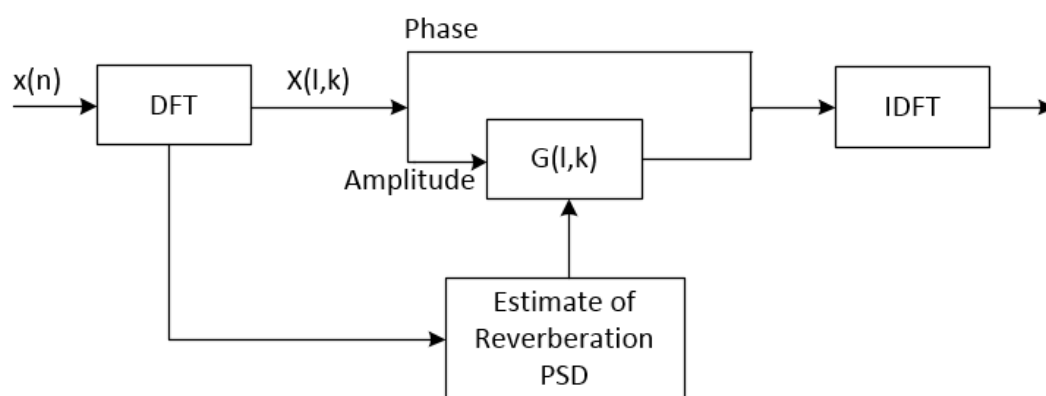 Phase
x(n)
DFT
X(l,k)
IDFT
G(l,k)
Amplitude
Estimate of
Reverberation
PSD